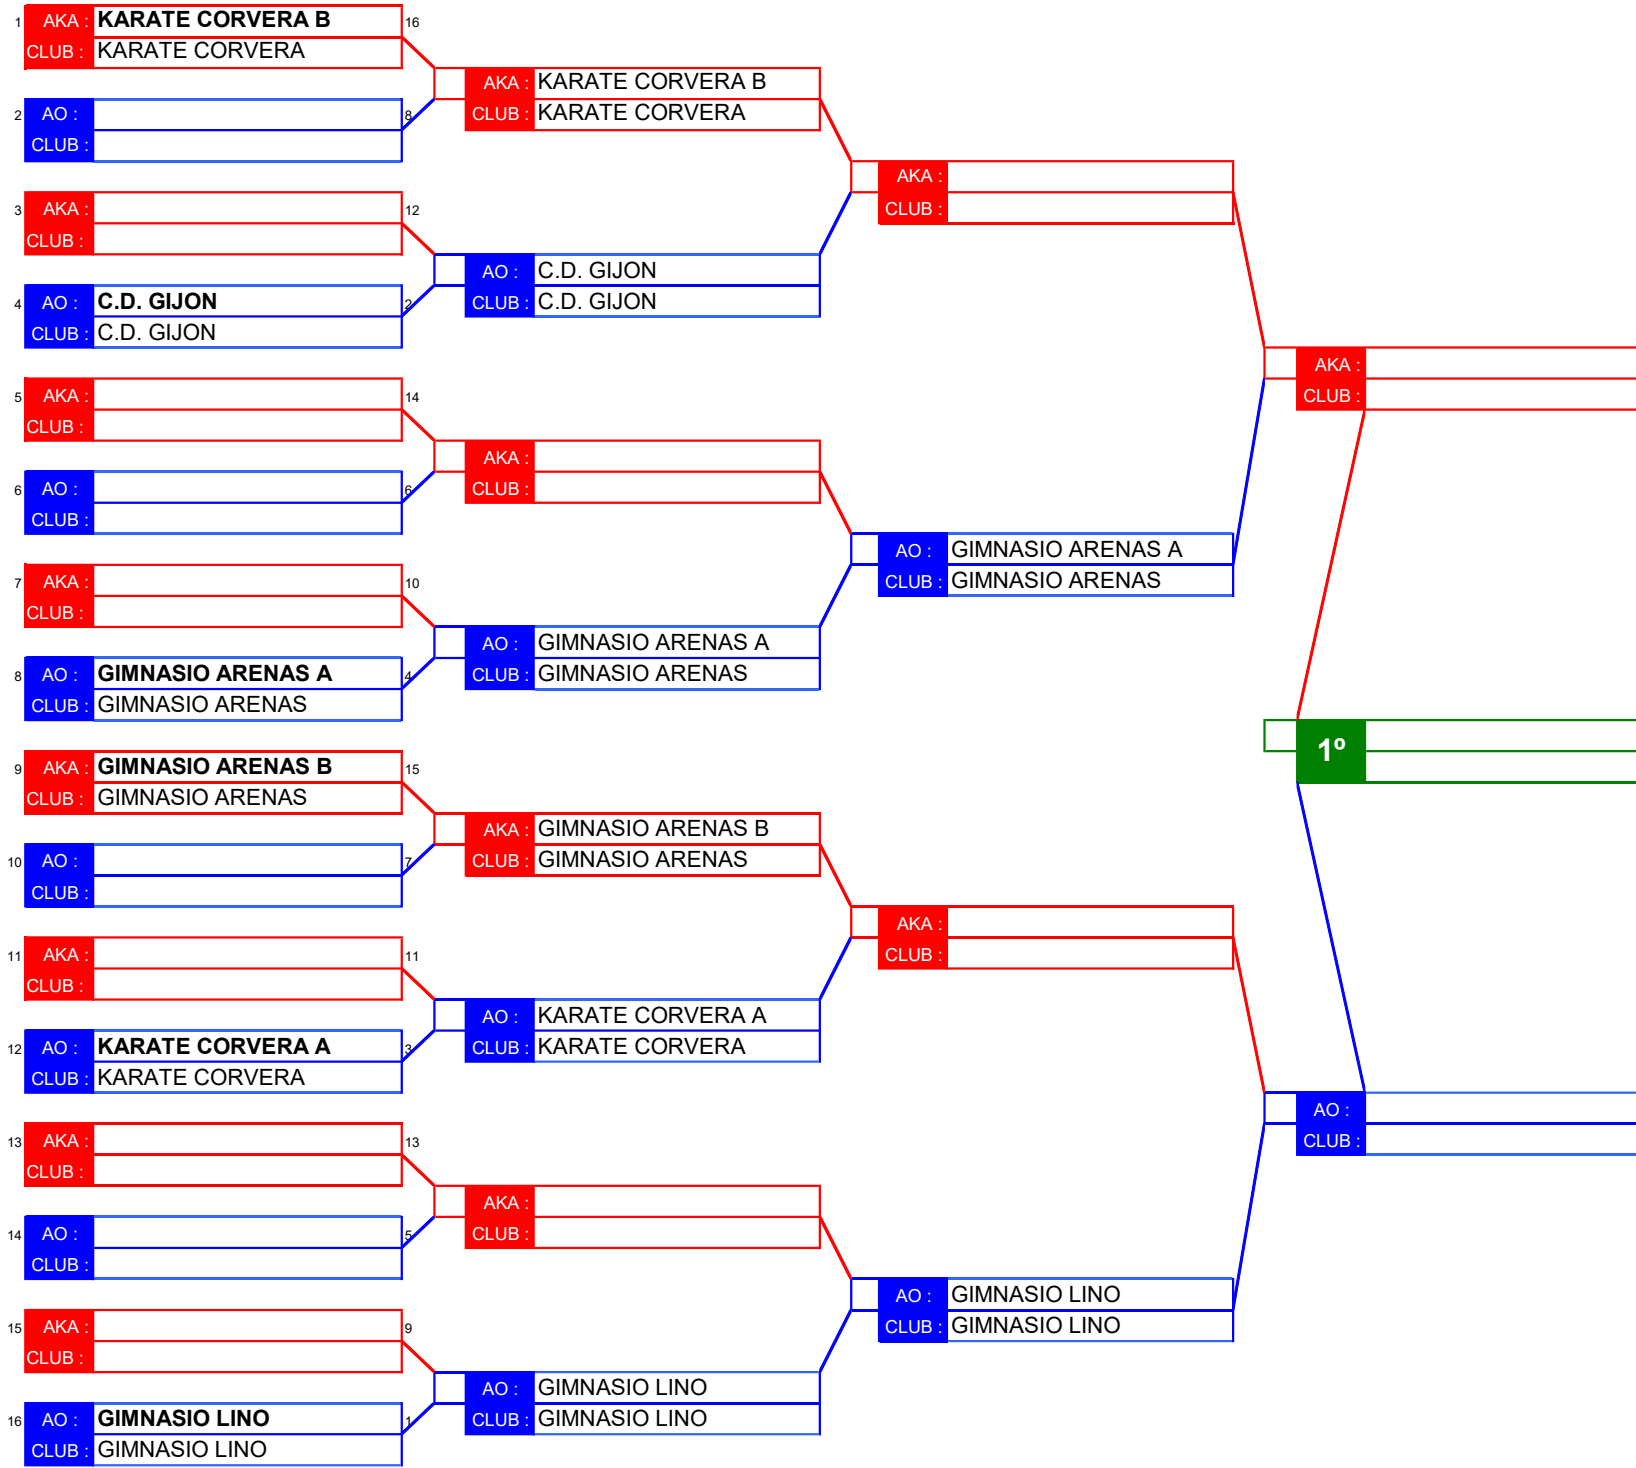 1 AKA : KARATE CORVERA B 16
CLUB : KARATE CORVERA
AKA : KARATE CORVERA B
CLUB : KARATE CORVERA
2 AO : 8
CLUB :
AKA :
CLUB :
3 AKA : 12
CLUB :
AO : C.D. GIJON
CLUB : C.D. GIJON
4 AO : C.D. GIJON 2
CLUB : C.D. GIJON
AKA :
CLUB :
5 AKA : 14
CLUB :
AKA :
CLUB :
6 AO : 6
CLUB :
AO : GIMNASIO ARENAS A
CLUB : GIMNASIO ARENAS
7 AKA : 10
CLUB :
AO : GIMNASIO ARENAS A
CLUB : GIMNASIO ARENAS
8 AO : GIMNASIO ARENAS A 4
CLUB : GIMNASIO ARENAS
1º
9 AKA : GIMNASIO ARENAS B 15
CLUB : GIMNASIO ARENAS
AKA : GIMNASIO ARENAS B
CLUB : GIMNASIO ARENAS
10 AO : 7
CLUB :
AKA :
CLUB :
11 AKA : 11
CLUB :
AO : KARATE CORVERA A
CLUB : KARATE CORVERA
12 AO : KARATE CORVERA A 3
CLUB : KARATE CORVERA
AO :
CLUB :
13 AKA : 13
CLUB :
AKA :
CLUB :
14 AO : 5
CLUB :
AO : GIMNASIO LINO
CLUB : GIMNASIO LINO
15 AKA : 9
CLUB :
AO : GIMNASIO LINO
CLUB : GIMNASIO LINO
16 AO : GIMNASIO LINO 1
CLUB : GIMNASIO LINO